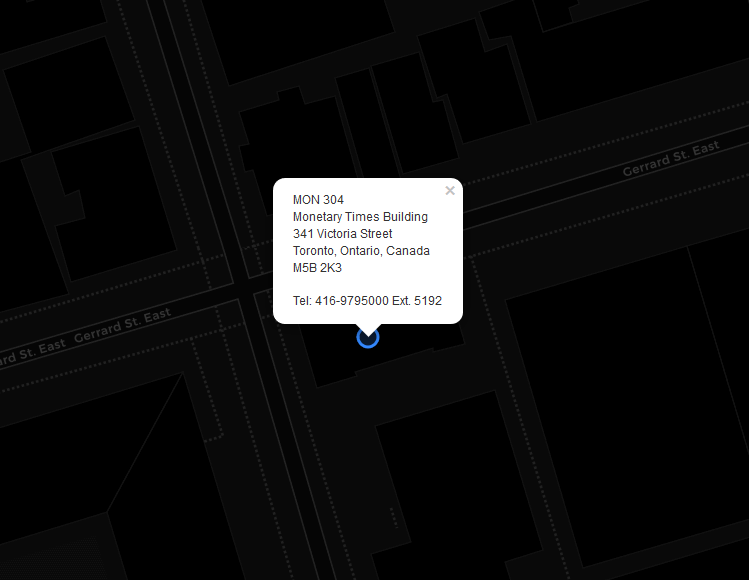 Gerrard St. East
MON 304
Monetary Times Building
341 Victoria Street
Toronto, Ontario, Canada
M5B 2K3
Tel: 416-9795000 Ext. 5192
Gerrard St. East
rd St. East